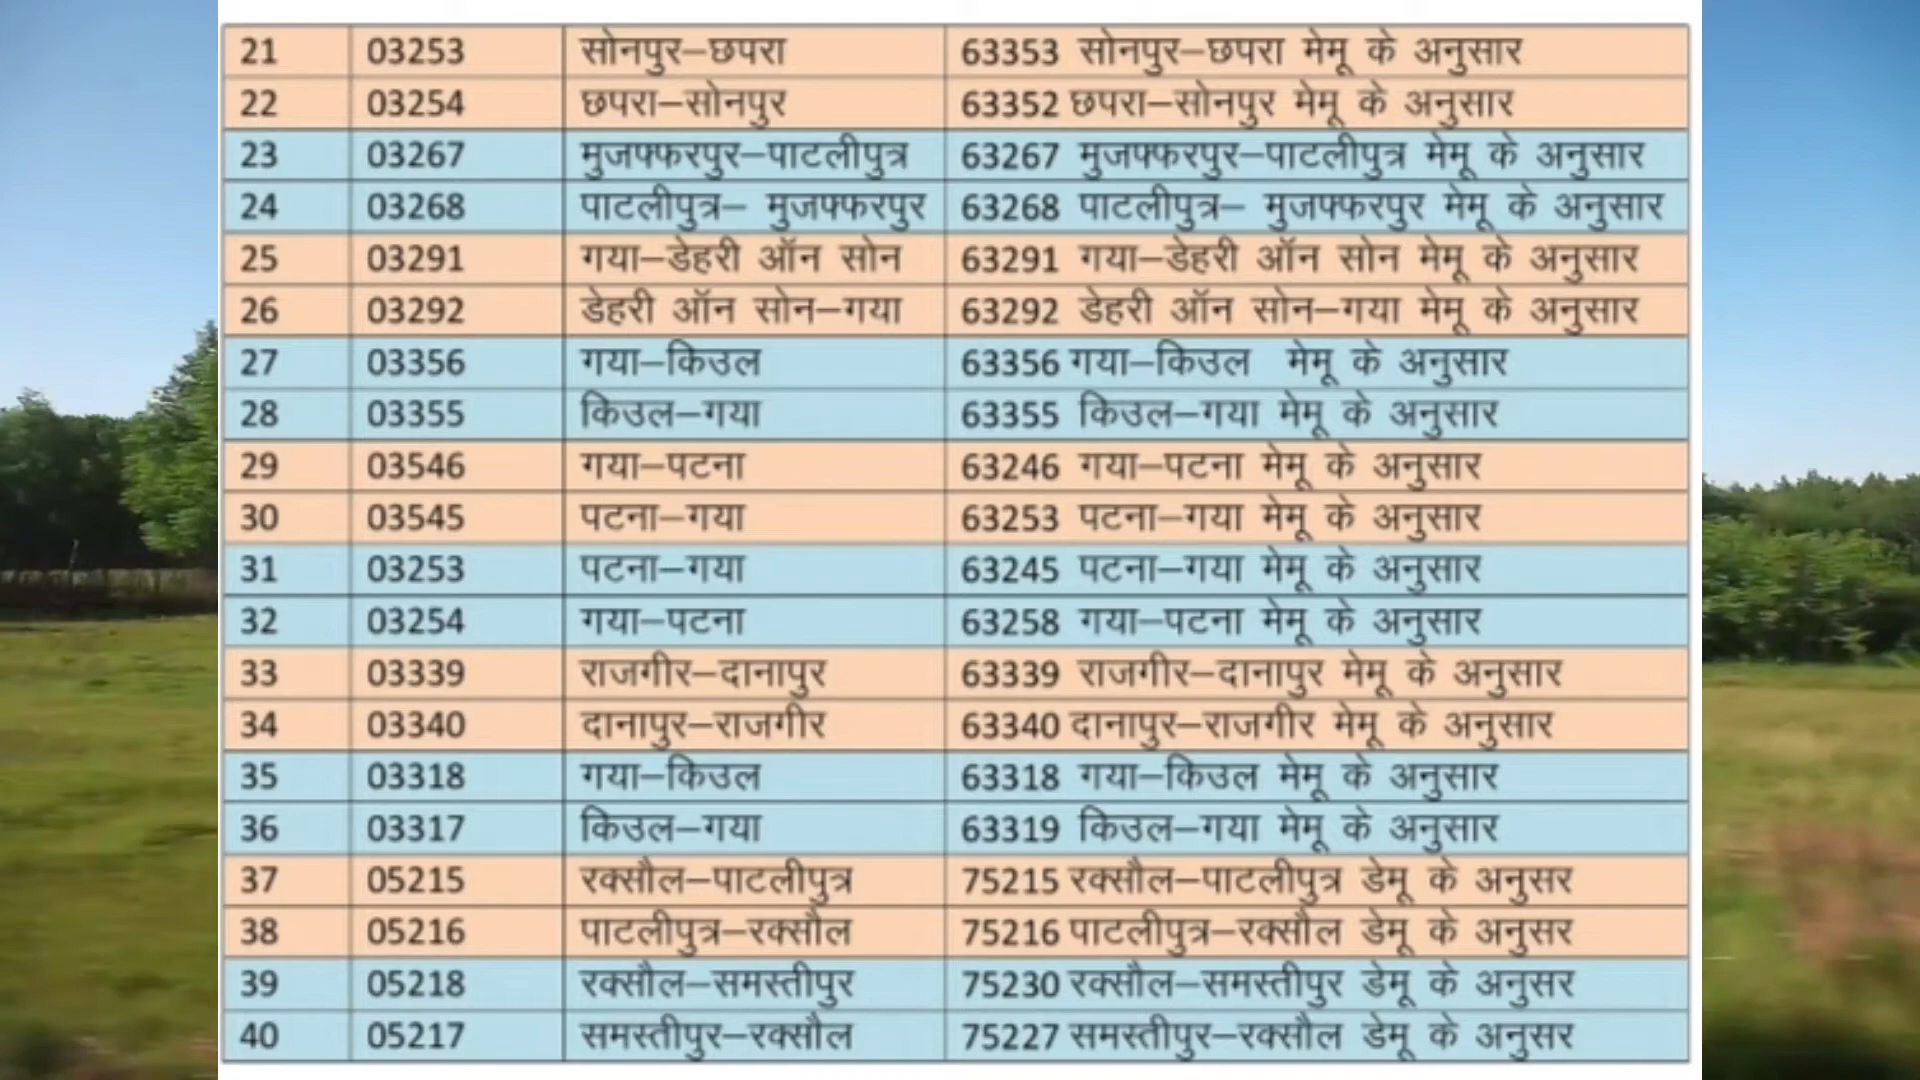 21 03253 सोनपुर–छपरा 63353 सोनपुर–छपरा मेमू के अनुसार
22 03254 छपरा–सोनपुर 63352 छपरा–सोनपुर मेमू के अनुसार
23 03267 मुजफ्फरपुर–पाटलीपुत्र 63267 मुजफ्फरपुर–पाटलीपुत्र मेमू के अनुसार
24 03268 पाटलीपुत्र– मुजफ्फरपुर 63268 पाटलीपुत्र– मुजफ्फरपुर मेमू के अनुसार
25 03291 गया–डेहरी ऑन सोन 63291 गया–डेहरी ऑन सोन मेमू के अनुसार
26 03292 डेहरी ऑन सोन–गया 63292 डेहरी ऑन सोन–गया मेमू के अनुसार
27 03356 गया–किउल 63356 गया–किउल मेमू के अनुसार
28 03355 किउल–गया 63355 किउल–गया मेमू के अनुसार
29 03546 गया–पटना 63246 गया–पटना मेमू के अनुसार
30 03545 पटना–गया 63253 पटना–गया मेमू के अनुसार
31 03253 पटना–गया 63245 पटना–गया मेमू के अनुसार
32 03254 गया–पटना 63258 गया–पटना मेमू के अनुसार
33 03339 राजगीर–दानापुर 63339 राजगीर–दानापुर मेमू के अनुसार
34 03340 दानापुर–राजगीर 63340 दानापुर–राजगीर मेमू के अनुसार
35 03318 गया–किउल 63318 गया–किउल मेमू के अनुसार
36 03317 किउल–गया 63319 किउल–गया मेमू के अनुसार
37 05215 रक्सौल–पाटलीपुत्र 75215 रक्सौल–पाटलीपुत्र डेमू के अनुसर
38 05216 पाटलीपुत्र–रक्सौल 75216 पाटलीपुत्र–रक्सौल डेमू के अनुसर
39 05218 रक्सौल–समस्तीपुर 75230 रक्सौल–समस्तीपुर डेमू के अनुसर
40 05217 समस्तीपुर–रक्सौल 75227 समस्तीपुर–रक्सौल डेमू के अनुसर